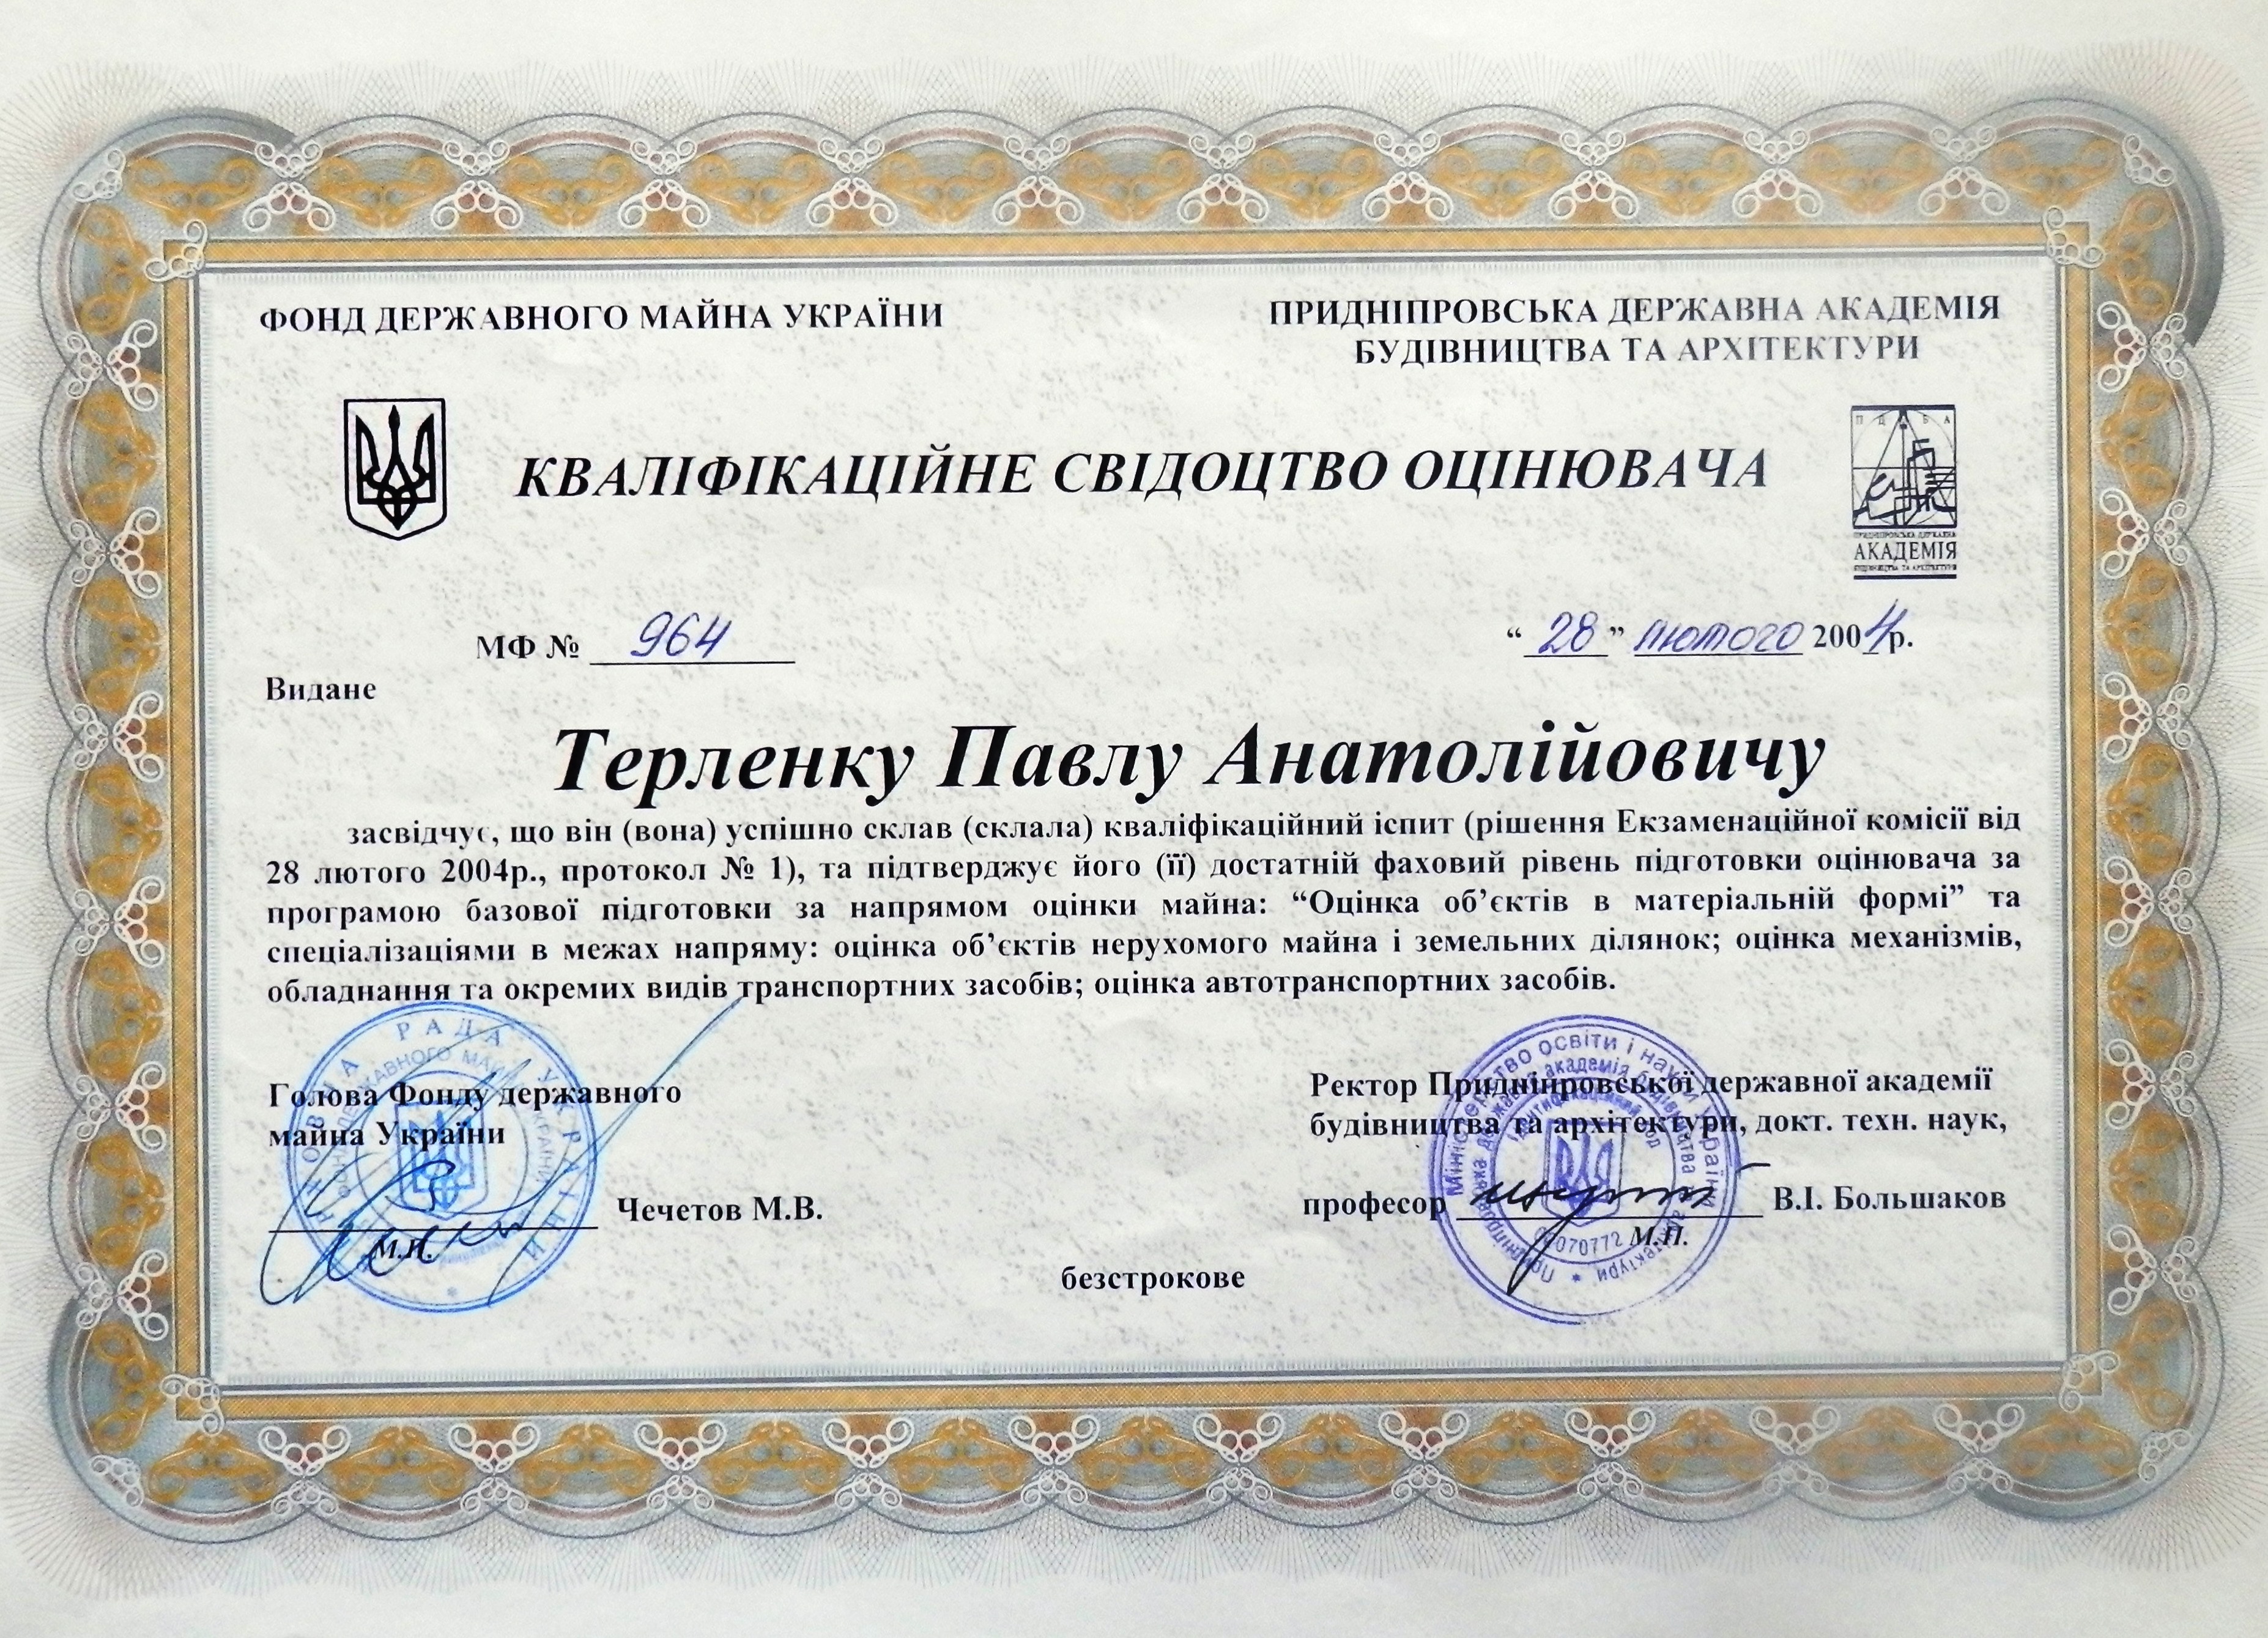 ФОНД ДЕРЖАВНОГО МАЙНА УКРАЇНИ
ПРИДНІПРОВСЬКА ДЕРЖАВНА АКАДЕМІЯ
БУДІВНИЦТВА ТА АРХІТЕКТУРИ
КВАЛІФІКАЦІЙНЕ СВІДОЦТВО ОЦІНЮВАЧА
П Д А Б А
ПРИДНІПРОВСЬКА ДЕРЖАВНА
АКАДЕМІЯ
БУДІВНИЦТВА ТА АРХІТЕКТУРИ
МФ № 964
“ 28 ” лютого 2004р.
Видане
Терленку Павлу Анатолійовичу
засвідчує, що він (вона) успішно склав (склала) кваліфікаційний іспит (рішення Екзаменаційної комісії від
28 лютого 2004р., протокол № 1), та підтверджує його (її) достатній фаховий рівень підготовки оцінювача за
програмою базової підготовки за напрямом оцінки майна: “Оцінка об’єктів в матеріальній формі” та
спеціалізаціями в межах напряму: оцінка об’єктів нерухомого майна і земельних ділянок; оцінка механізмів,
обладнання та окремих видів транспортних засобів; оцінка автотранспортних засобів.
Голова Фонду державного
майна України
Чечетов М.В.
М.П.
РАДА УКРАЇНИ
ДЕРЖАВНОГО МАЙНА УКРАЇНИ
Ректор Придніпровської державної академії
будівництва та архітектури, докт. техн. наук,
професор В.І. Большаков
М.П.
Міністерство освіти і науки України
Придніпровська державна академія будівництва та архітектури
Ідентифікаційний код
02070772
безстрокове